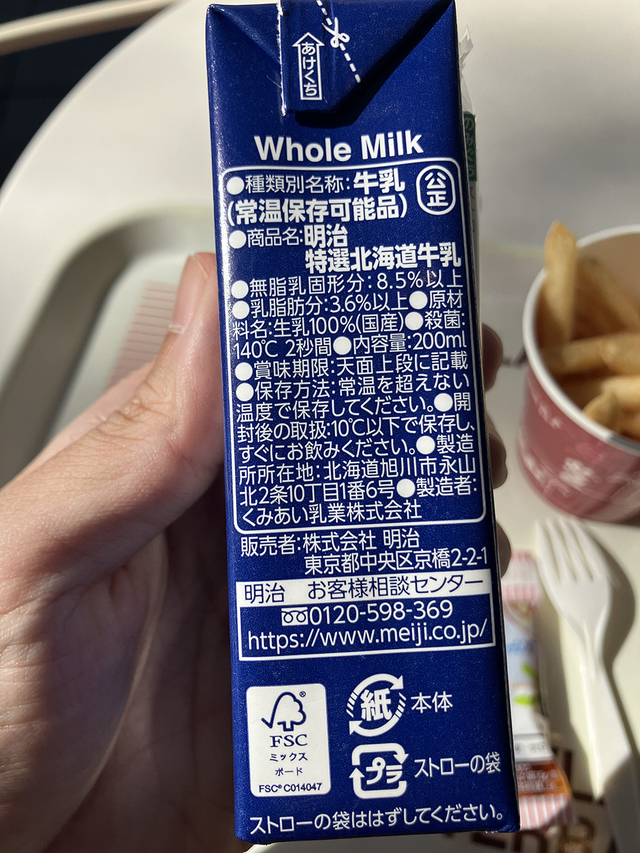 あけくち
Whole Milk
●種類別名称:牛乳
(常温保存可能品)
公正
●商品名:明治
特選北海道牛乳
●無脂乳固形分:8.5%以上
●乳脂肪分:3.6%以上●原材
料名:生乳100%(国産)●殺菌:
140℃ 2秒間●内容量:200ml
●賞味期限:天面上段に記載
●保存方法:常温を超えない
温度で保存してください。●開
封後の取扱:10℃以下で保存し、
すぐにお飲みください。●製造
所所在地:北海道旭川市永山
北2条10丁目1番6号●製造者:
くみあい乳業株式会社
販売者:株式会社 明治
東京都中央区京橋2-2-1
明治 お客様相談センター
0120-598-369
https://www.meiji.co.jp/
FSC
ミックス
ボード
FSC® C014047
紙 本体
プラ ストローの袋
ストローの袋ははずしてください。